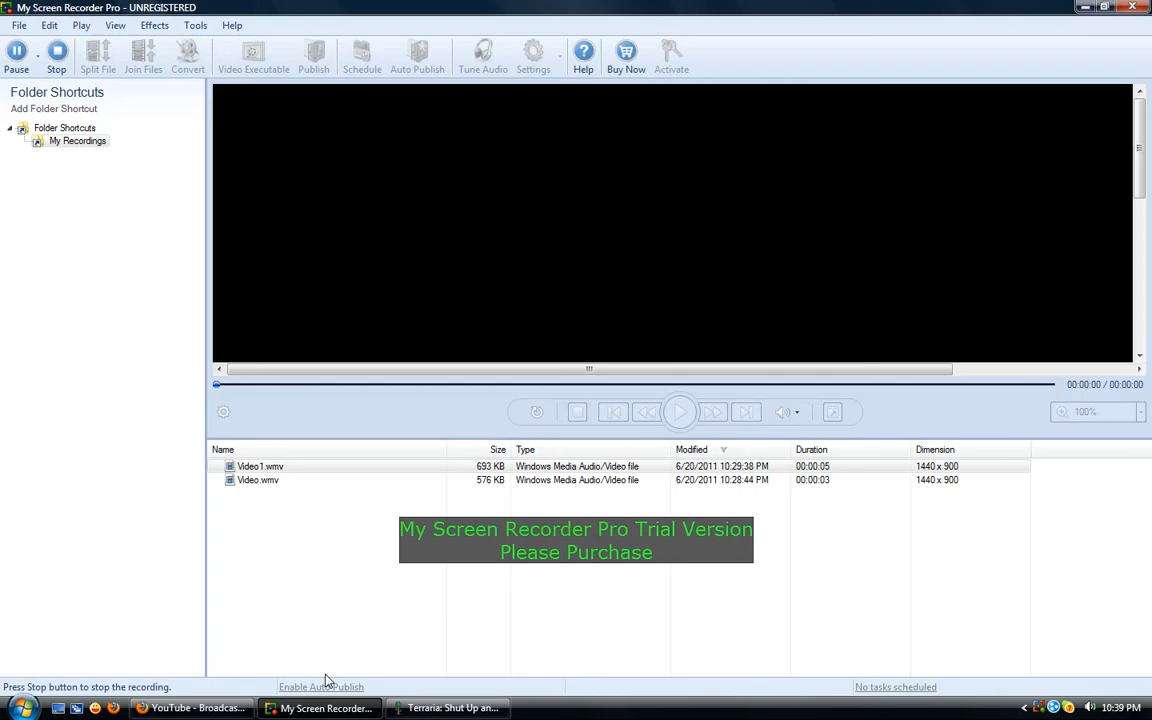 My Screen Recorder Pro - UNREGISTERED
File Edit Play View Effects Tools Help
Pause Stop Split File Join Files Convert Video Executable Publish Schedule Auto Publish Tune Audio Settings Help Buy Now Activate
Folder Shortcuts
Add Folder Shortcut
Folder Shortcuts
My Recordings
00:00:00 / 00:00:00
100%
Name Size Type Modified Duration Dimension
Video1.wmv 693 KB Windows Media Audio/Video file 6/20/2011 10:29:38 PM 00:00:05 1440 x 900
Video.wmv 576 KB Windows Media Audio/Video file 6/20/2011 10:28:44 PM 00:00:03 1440 x 900
My Screen Recorder Pro Trial Version
Please Purchase
Press Stop button to stop the recording. Enable Auto Publish No tasks scheduled
YouTube - Broadcas... My Screen Recorder... Terraria: Shut Up an... 10:39 PM